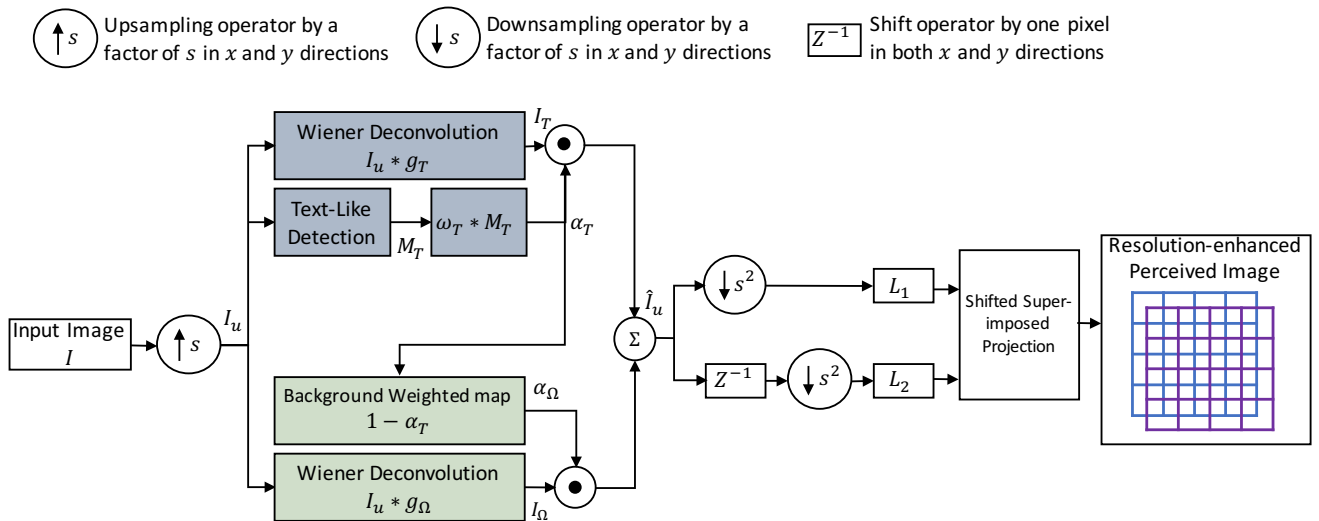 ↑ s
Upsampling operator by a
factor of s in x and y directions
↓ s
Downsampling operator by a
factor of s in x and y directions
Z⁻¹
Shift operator by one pixel
in both x and y directions
Wiener Deconvolution
I_u * g_T
I_T
Text-Like
Detection
M_T
ω_T * M_T
α_T
Input Image
I
↑ s
I_u
Background Weighted map
1 − α_T
α_Ω
Wiener Deconvolution
I_u * g_Ω
I_Ω
Σ
Î_u
↓ s²
L₁
Z⁻¹
↓ s²
L₂
Shifted Super-
imposed
Projection
Resolution-enhanced
Perceived Image